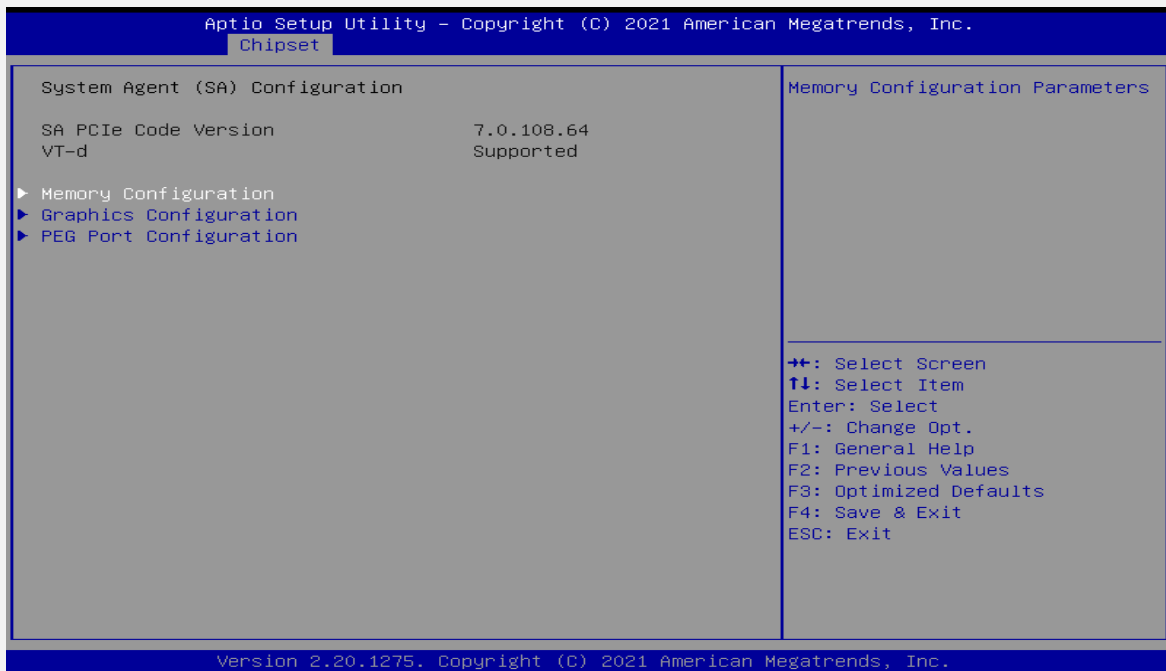 Aptio Setup Utility – Copyright (C) 2021 American Megatrends, Inc.
Chipset
System Agent (SA) Configuration
SA PCIe Code Version 7.0.108.64
VT-d Supported
▶ Memory Configuration
▶ Graphics Configuration
▶ PEG Port Configuration
Memory Configuration Parameters
→←: Select Screen
↑↓: Select Item
Enter: Select
+/-: Change Opt.
F1: General Help
F2: Previous Values
F3: Optimized Defaults
F4: Save & Exit
ESC: Exit
Version 2.20.1275. Copyright (C) 2021 American Megatrends, Inc.